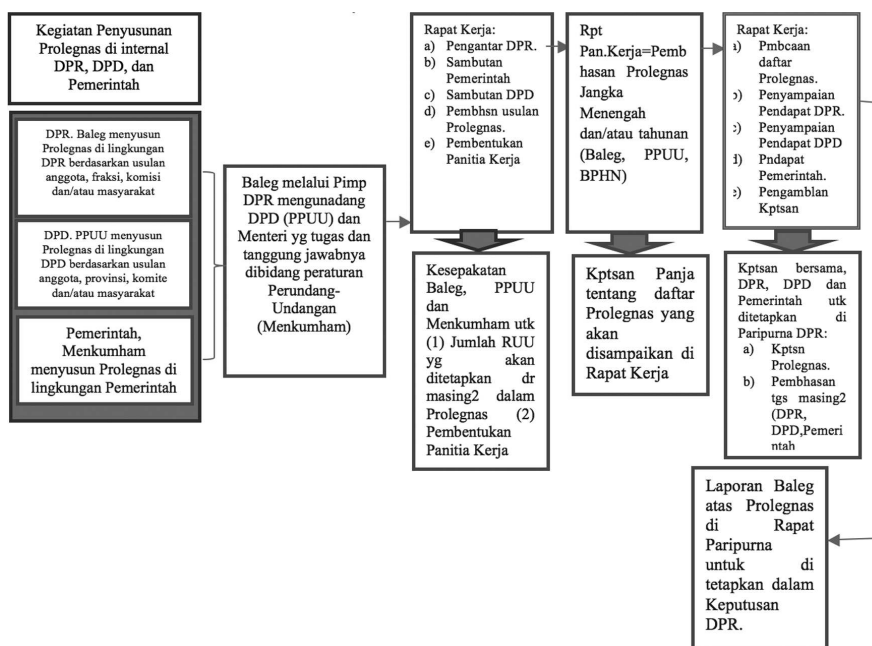 Kegiatan Penyusunan
Prolegnas di internal
DPR, DPD, dan
Pemerintah
DPR. Baleg menyusun
Prolegnas di lingkungan
DPR berdasarkan usulan
anggota, fraksi, komisi
dan/atau masyarakat
DPD. PPUU menyusun
Prolegnas di lingkungan
DPD berdasarkan usulan
anggota, provinsi, komite
dan/atau masyarakat
Pemerintah,
Menkumham
menyusun Prolegnas di
lingkungan Pemerintah
Baleg melalui Pimp
DPR mengunadang
DPD (PPUU) dan
Menteri yg tugas dan
tanggung jawabnya
dibidang peraturan
Perundang-
Undangan
(Menkumham)
Rapat Kerja:
a) Pengantar DPR.
b) Sambutan
Pemerintah
c) Sambutan DPD
d) Pembhsn usulan
Prolegnas.
e) Pembentukan
Panitia Kerja
Kesepakatan
Baleg, PPUU
dan
Menkumham utk
(1) Jumlah RUU
yg akan
ditetapkan dr
masing2 dalam
Prolegnas (2)
Pembentukan
Panitia Kerja
Rpt
Pan.Kerja=Pemb
hasan Prolegnas
Jangka
Menengah
dan/atau tahunan
(Baleg, PPUU,
BPHN)
Kptsan Panja
tentang daftar
Prolegnas yang
akan
disampaikan di
Rapat Kerja
Rapat Kerja:
a) Pmbcaan
daftar
Prolegnas.
b) Penyampaian
Pendapat DPR.
c) Penyampaian
Pendapat DPD
d) Pndapat
Pemerintah.
e) Pengamblan
Kptsan
Kptsan bersama,
DPR, DPD dan
Pemerintah utk
ditetapkan di
Paripurna DPR:
a) Kptsn
Prolegnas.
b) Pembhasan
tgs masing2
(DPR,
DPD,Pemeri
ntah
Laporan Baleg
atas Prolegnas
di Rapat
Paripurna
untuk di
tetapkan dalam
Keputusan
DPR.